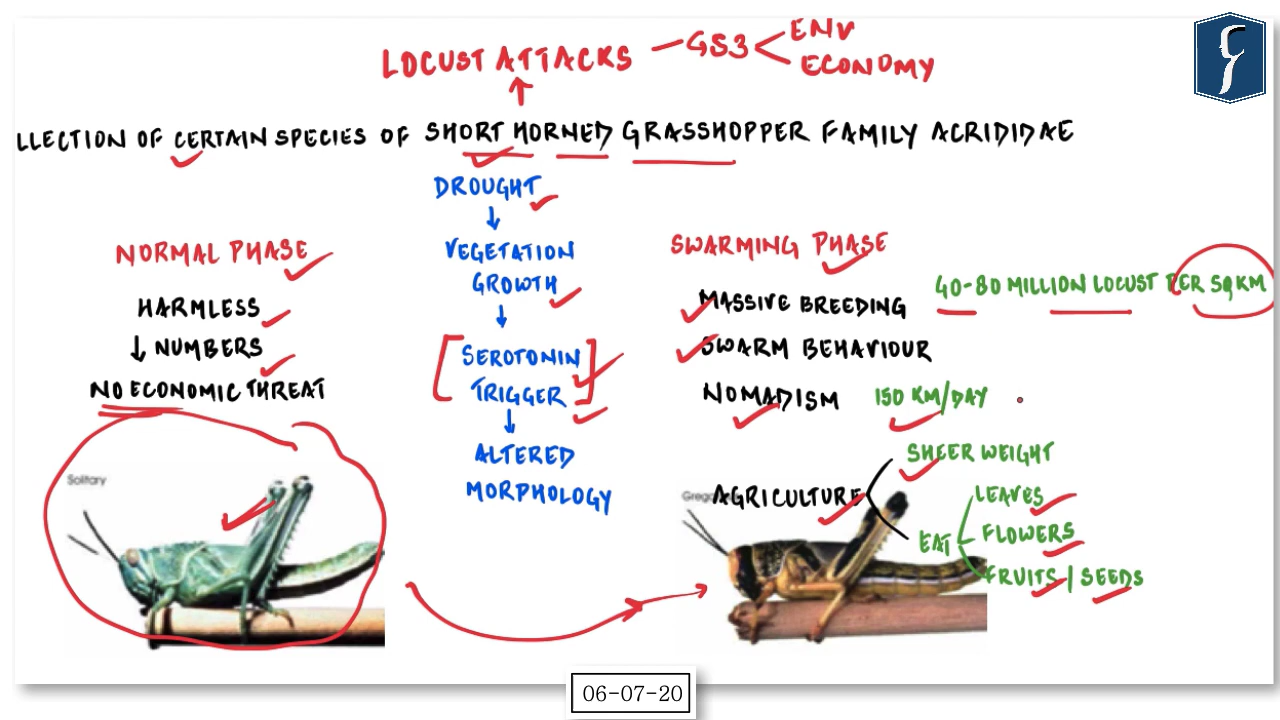 LOCUST ATTACKS — GS3
ENV
ECONOMY
LLECTION OF CERTAIN SPECIES OF SHORT HORNED GRASSHOPPER FAMILY ACRIDIDAE
NORMAL PHASE
HARMLESS
↓ NUMBERS
NO ECONOMIC THREAT
Solitary
DROUGHT
↓
VEGETATION
GROWTH
↓
[SEROTONIN
TRIGGER]
↓
ALTERED
MORPHOLOGY
SWARMING PHASE
MASSIVE BREEDING
40-80 MILLION LOCUST PER SQKM
SWARM BEHAVIOUR
NOMADISM 150 KM/DAY
AGRICULTURE
SHEER WEIGHT
EAT
LEAVES
FLOWERS
FRUITS / SEEDS
06-07-20